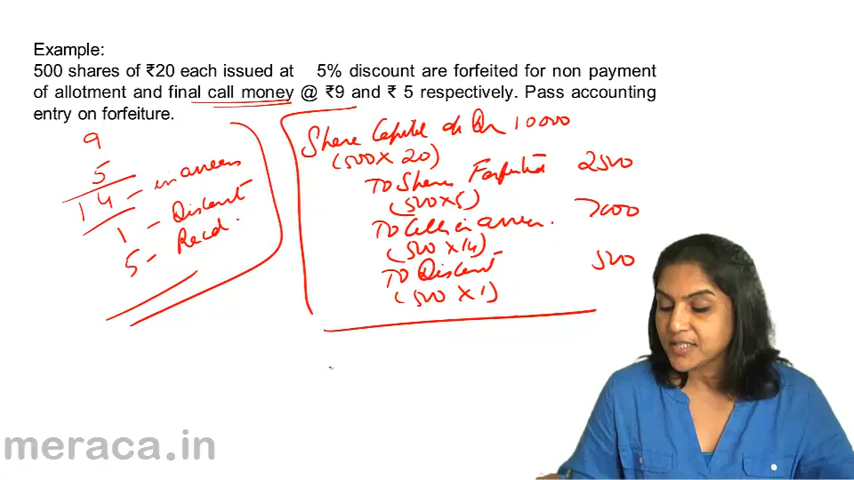 Example:
500 shares of ₹20 each issued at 5% discount are forfeited for non payment
of allotment and final call money @ ₹9 and ₹ 5 respectively. Pass accounting
entry on forfeiture.
9
5
14 - in arrears
1 - Discount
5 - Recd.
Share Capital a/c Dr 10000
(500 X 20)
To Share Forfeited 2500
(500 X 5)
To Calls in arrears. 7000
(500 X 14)
To Discount 500
(500 X 1)
meraca.in